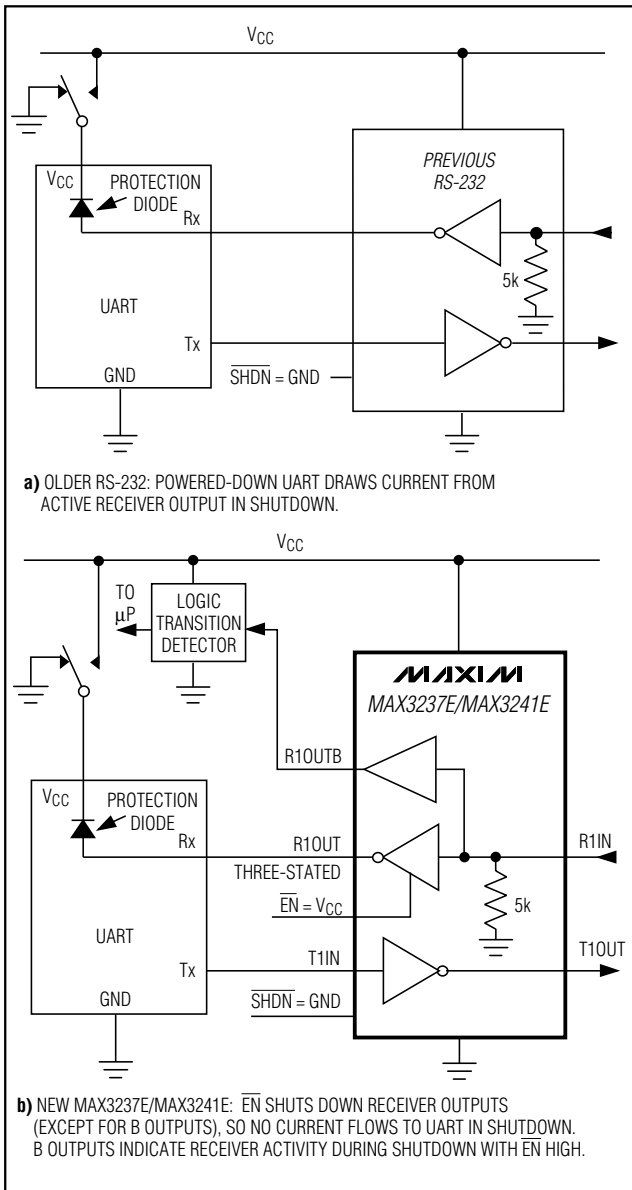 VCC
PREVIOUS
RS-232
VCC
PROTECTION
DIODE
Rx
5k
UART
Tx
GND
SHDN = GND
a) OLDER RS-232: POWERED-DOWN UART DRAWS CURRENT FROM
ACTIVE RECEIVER OUTPUT IN SHUTDOWN.
VCC
TO
μP
LOGIC
TRANSITION
DETECTOR
MAXIM
MAX3237E/MAX3241E
R1OUTB
VCC
PROTECTION
DIODE
Rx
R1OUT
R1IN
THREE-STATED
EN = VCC
5k
UART
Tx
T1IN
T1OUT
GND
SHDN = GND
b) NEW MAX3237E/MAX3241E: EN SHUTS DOWN RECEIVER OUTPUTS
(EXCEPT FOR B OUTPUTS), SO NO CURRENT FLOWS TO UART IN SHUTDOWN.
B OUTPUTS INDICATE RECEIVER ACTIVITY DURING SHUTDOWN WITH EN HIGH.